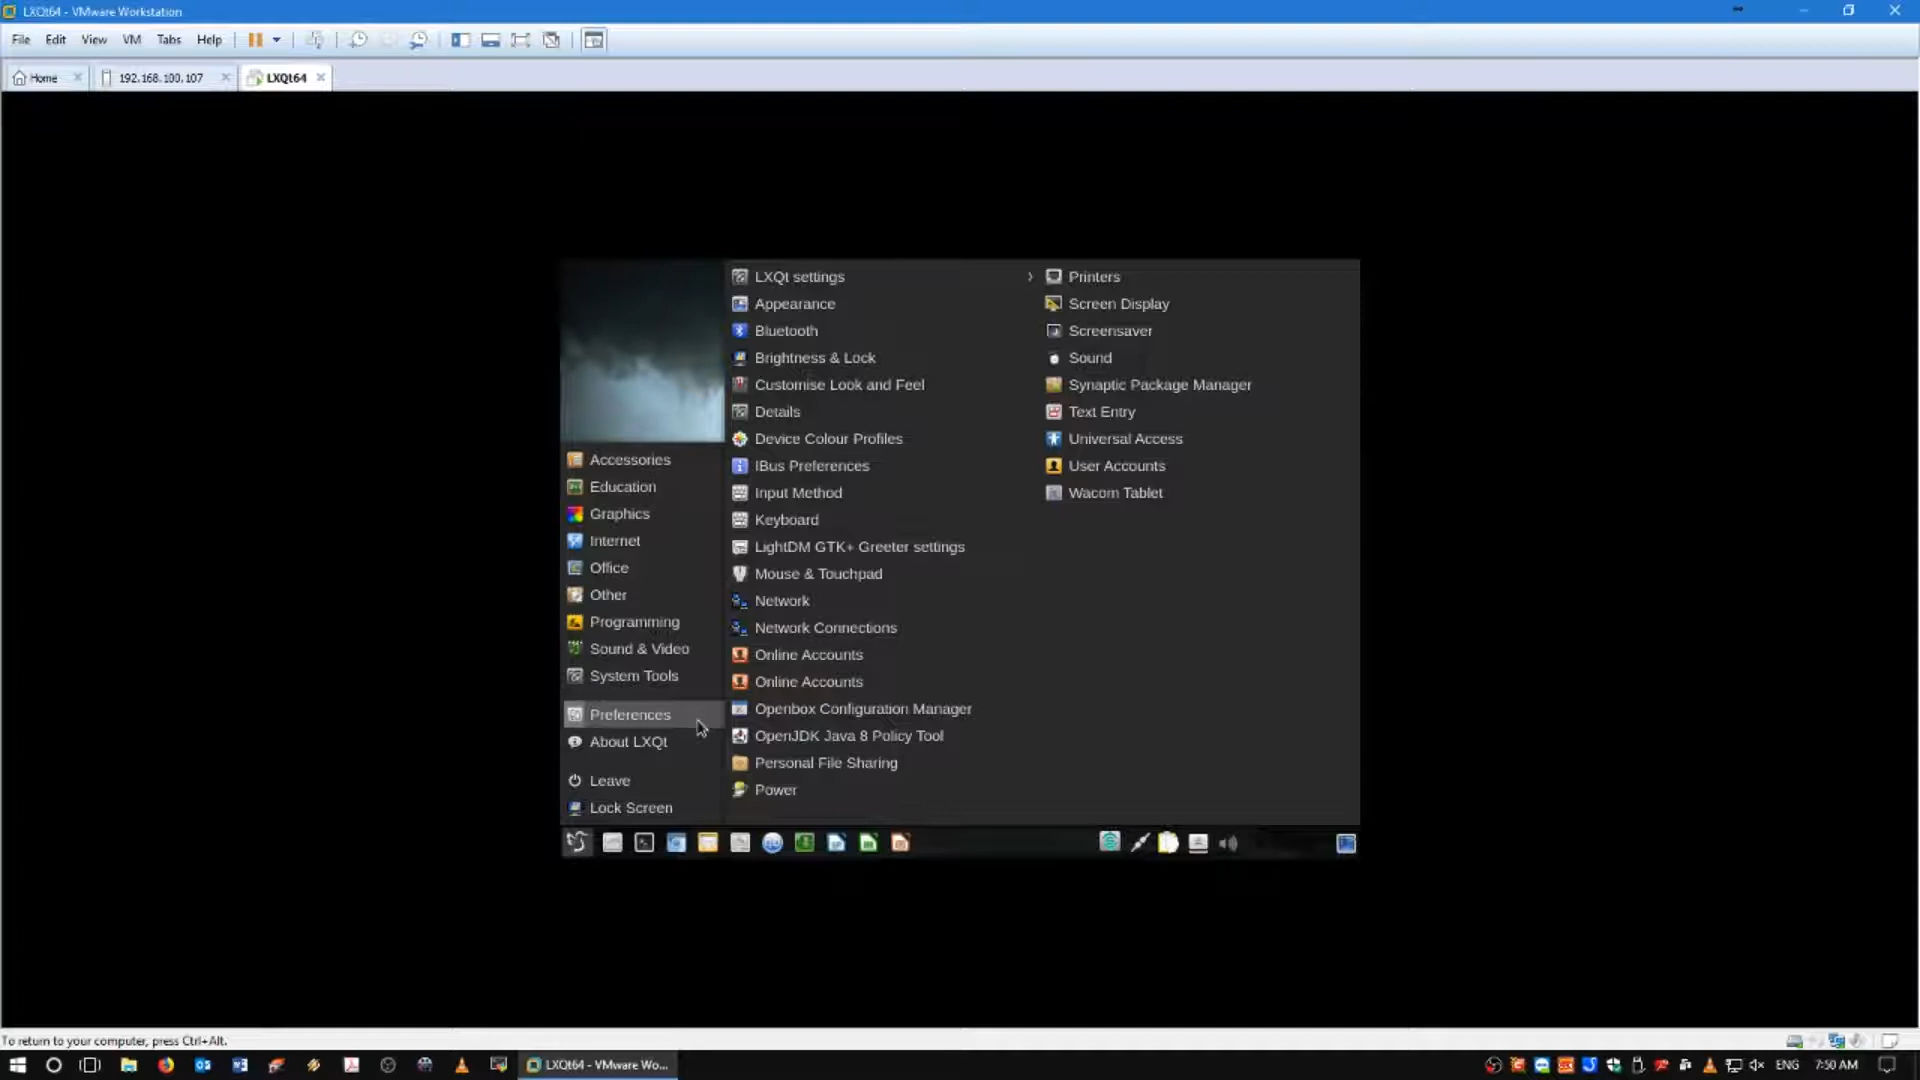 LXQt64 - VMware Workstation
File Edit View VM Tabs Help
Home 192.168.100.107 LXQt64
LXQt settings
Appearance
Bluetooth
Brightness & Lock
Customise Look and Feel
Details
Device Colour Profiles
IBus Preferences
Input Method
Keyboard
LightDM GTK+ Greeter settings
Mouse & Touchpad
Network
Network Connections
Online Accounts
Online Accounts
Openbox Configuration Manager
OpenJDK Java 8 Policy Tool
Personal File Sharing
Power
Printers
Screen Display
Screensaver
Sound
Synaptic Package Manager
Text Entry
Universal Access
User Accounts
Wacom Tablet
Accessories
Education
Graphics
Internet
Office
Other
Programming
Sound & Video
System Tools
Preferences
About LXQt
Leave
Lock Screen
To return to your computer, press Ctrl+Alt.
LXQt64 - VMware Wo... ENG 7:50 AM